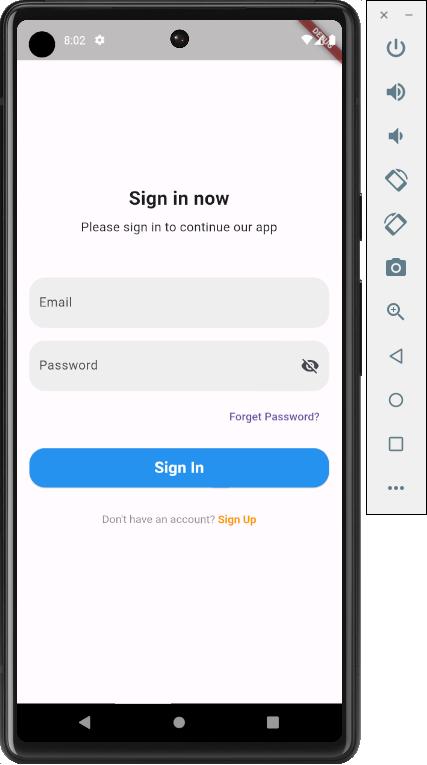 8:02
DEBUG
Sign in now
Please sign in to continue our app
Email
Password
Forget Password?
Sign In
Don't have an account? Sign Up